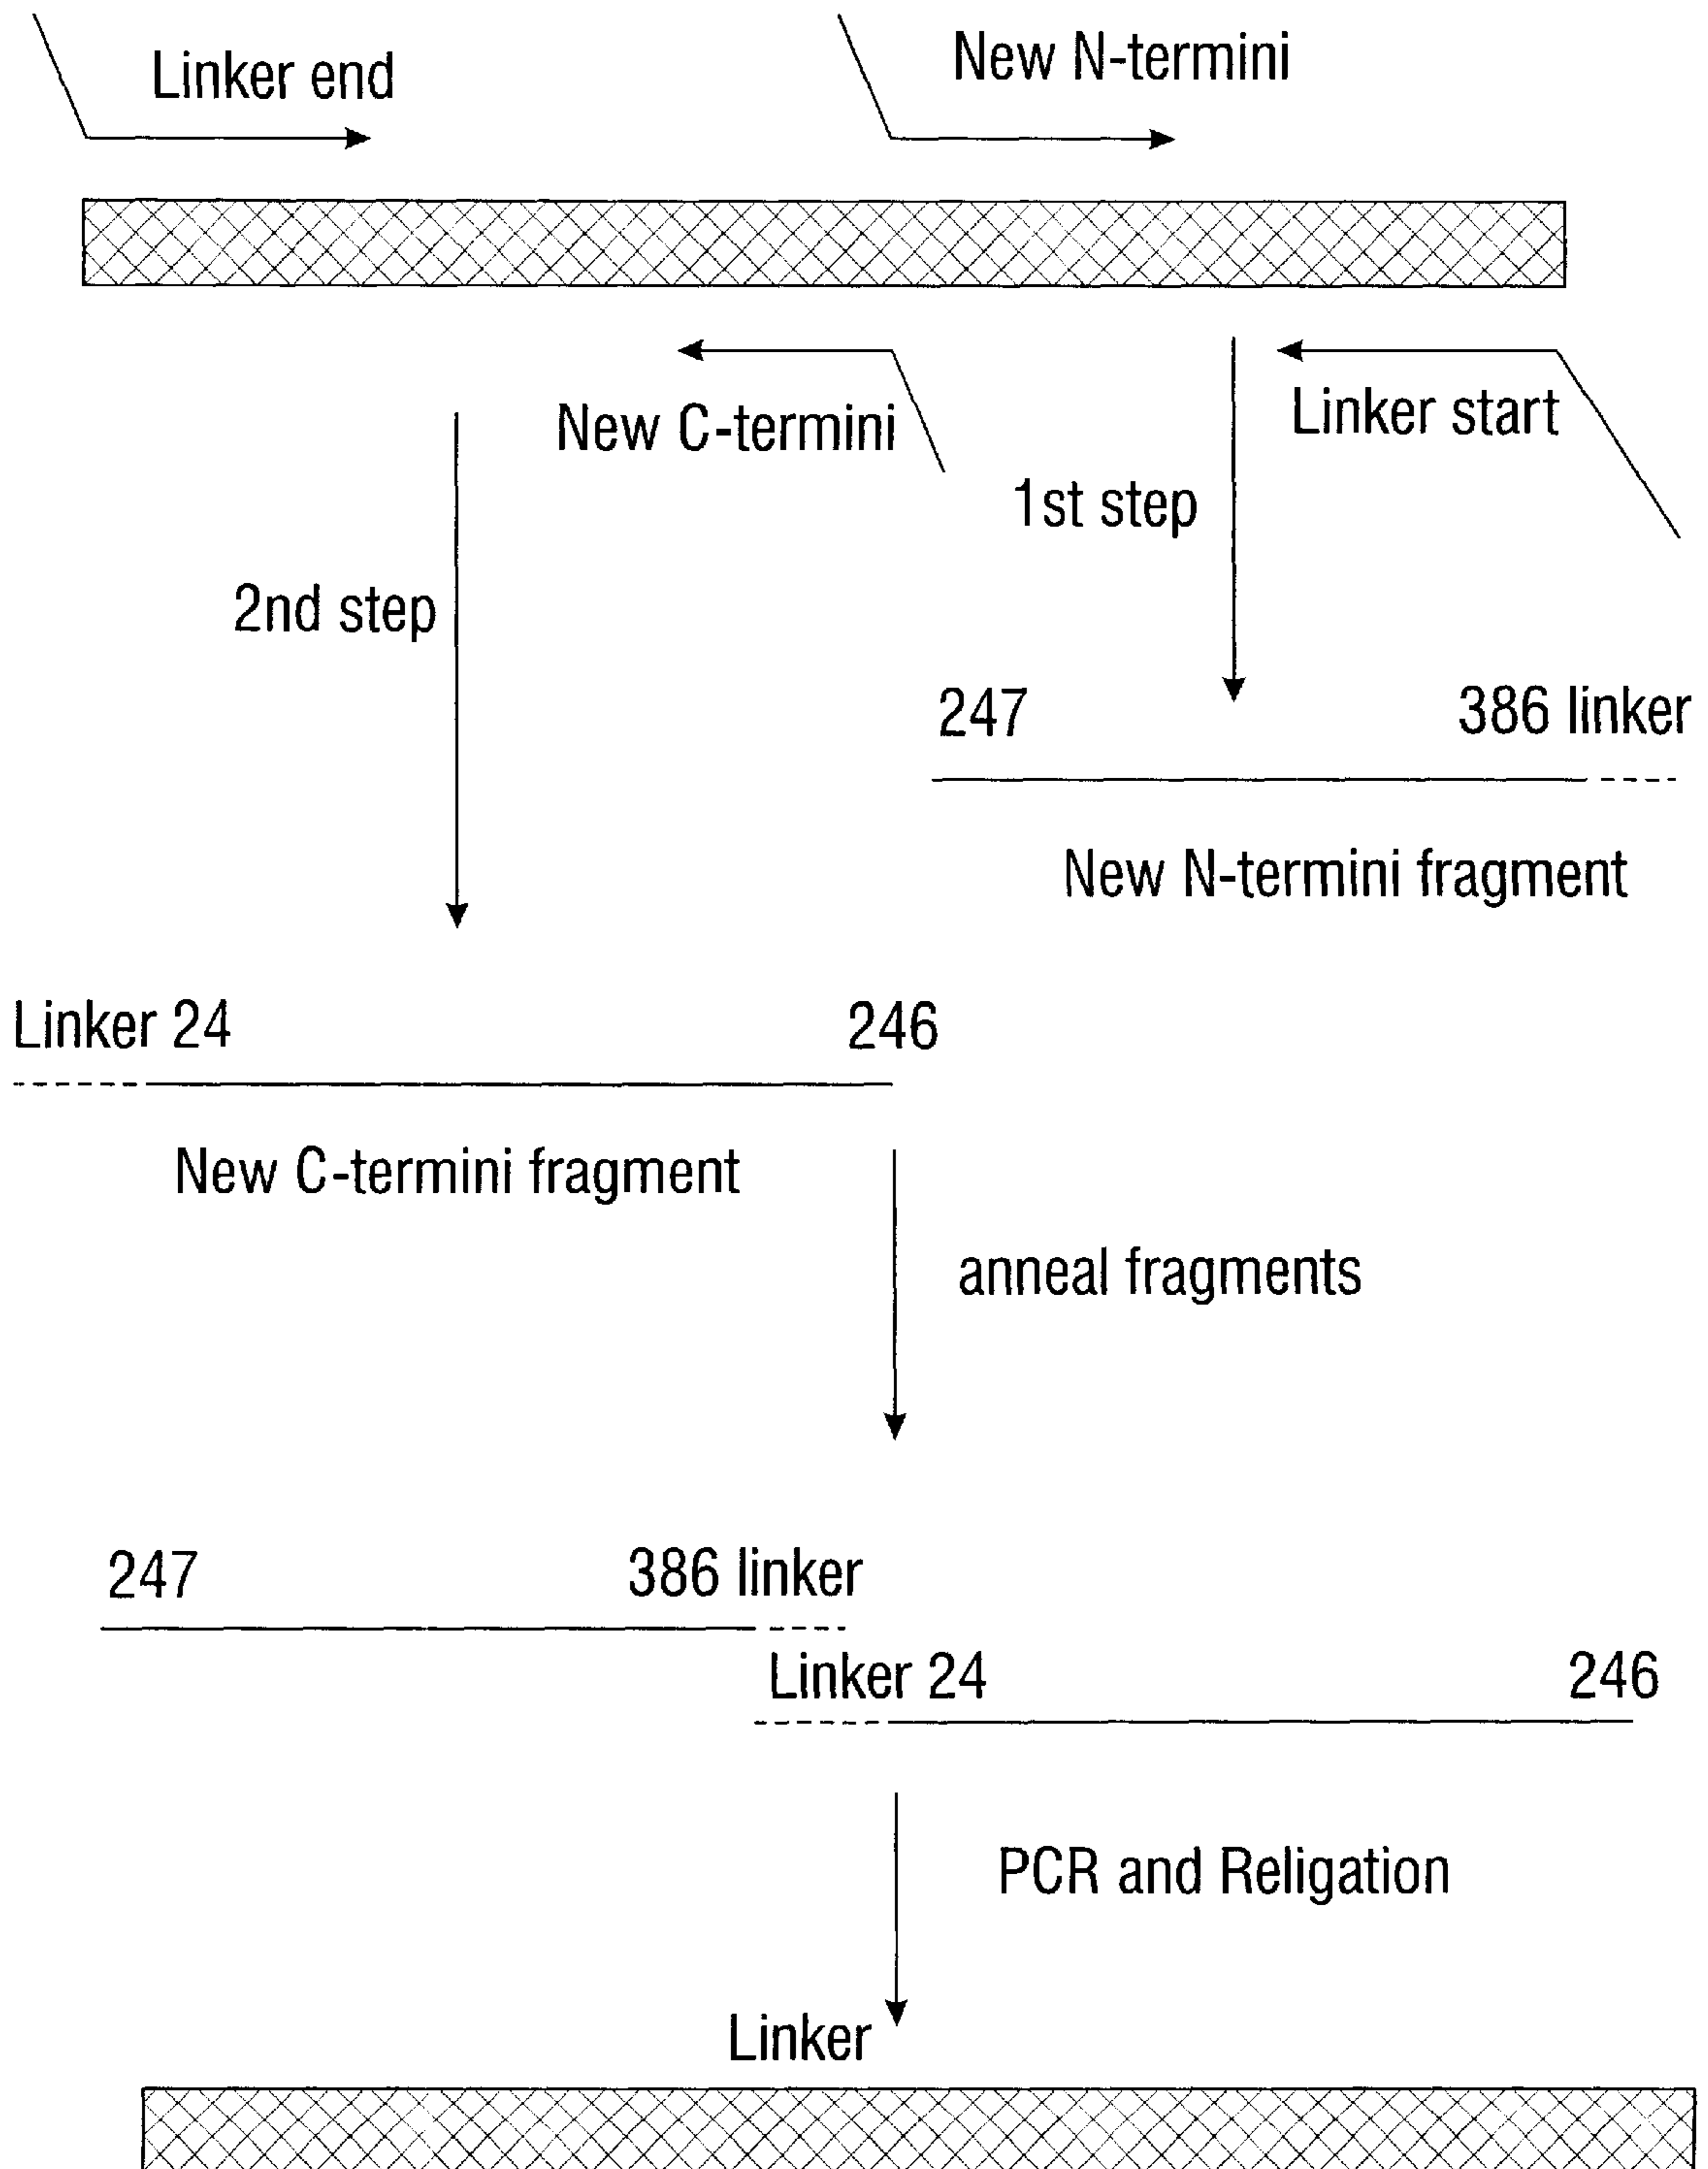 Linker end
New N-termini
New C-termini
Linker start
1st step
2nd step
247
386 linker
New N-termini fragment
Linker 24
246
New C-termini fragment
anneal fragments
247
386 linker
Linker 24
246
PCR and Religation
Linker